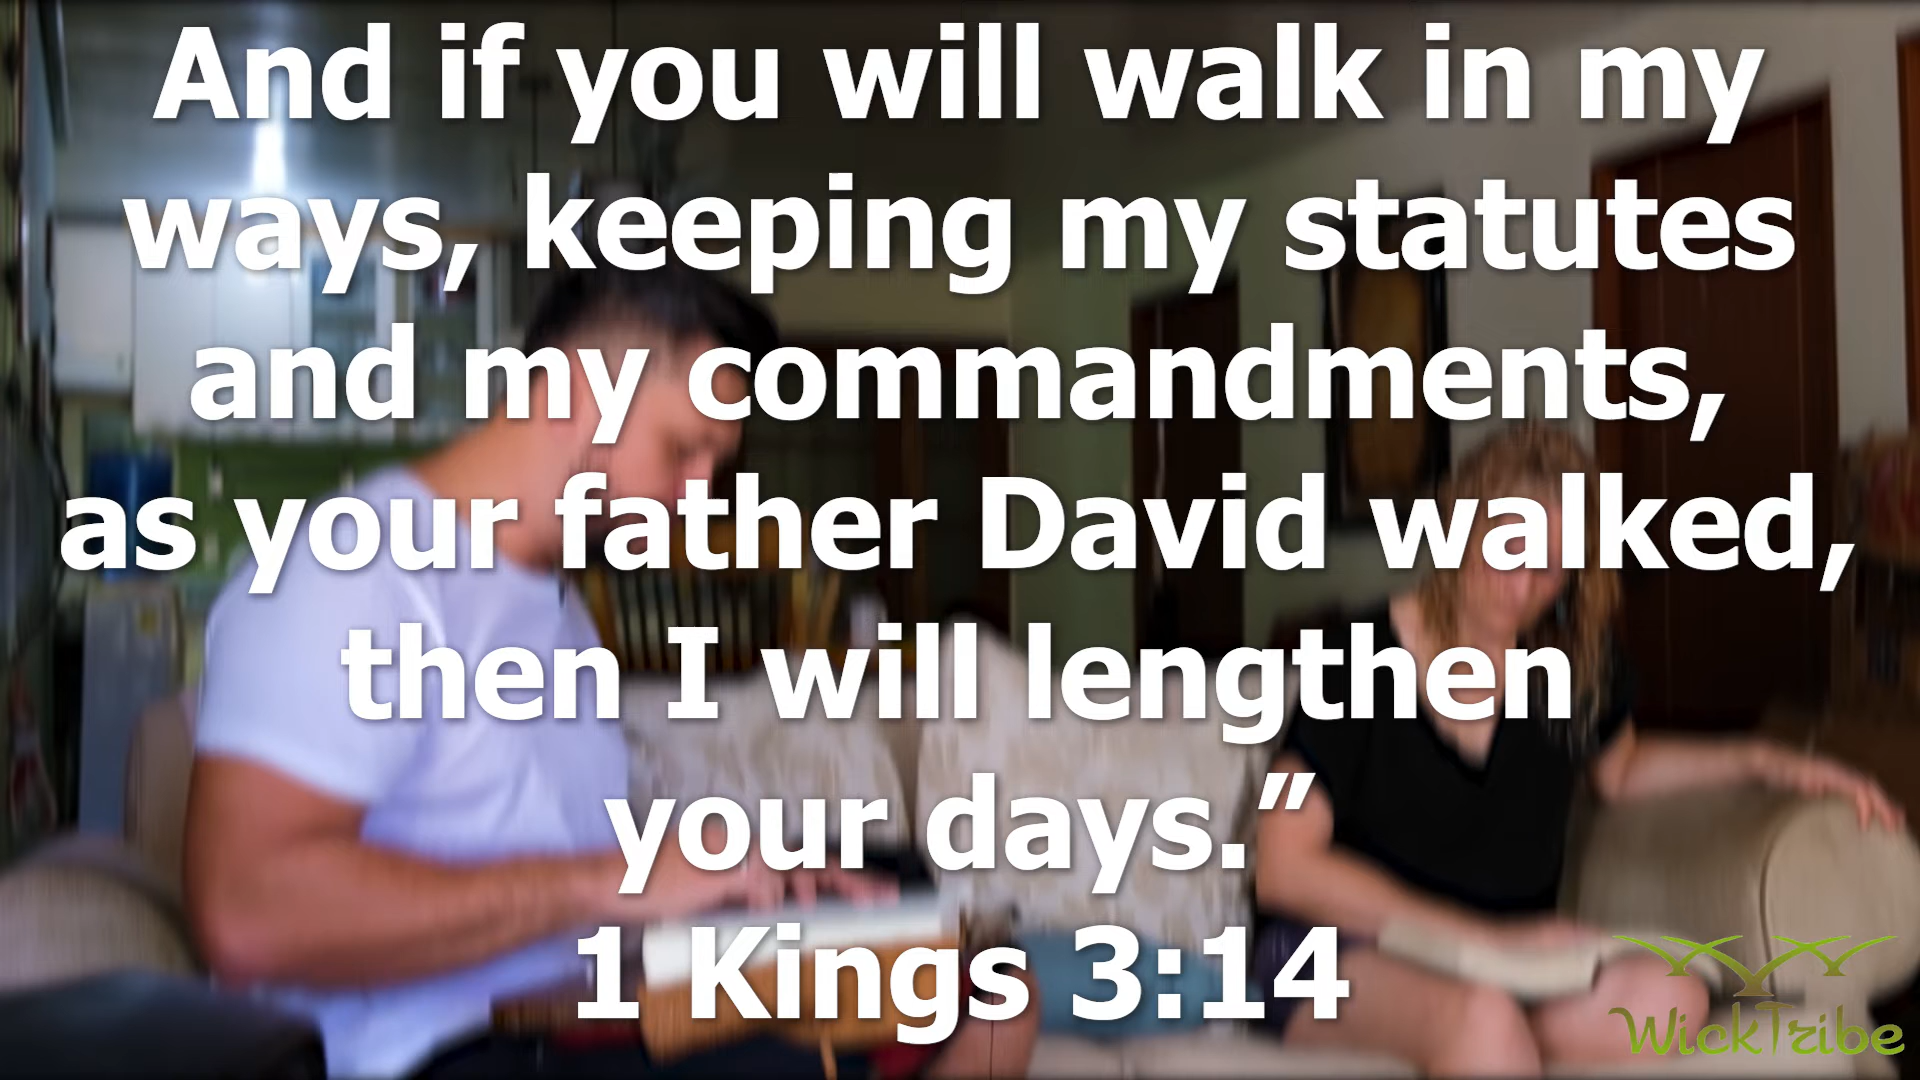 And if you will walk in my
ways, keeping my statutes
and my commandments,
as your father David walked,
then I will lengthen
your days.”
1 Kings 3:14
WickTribe